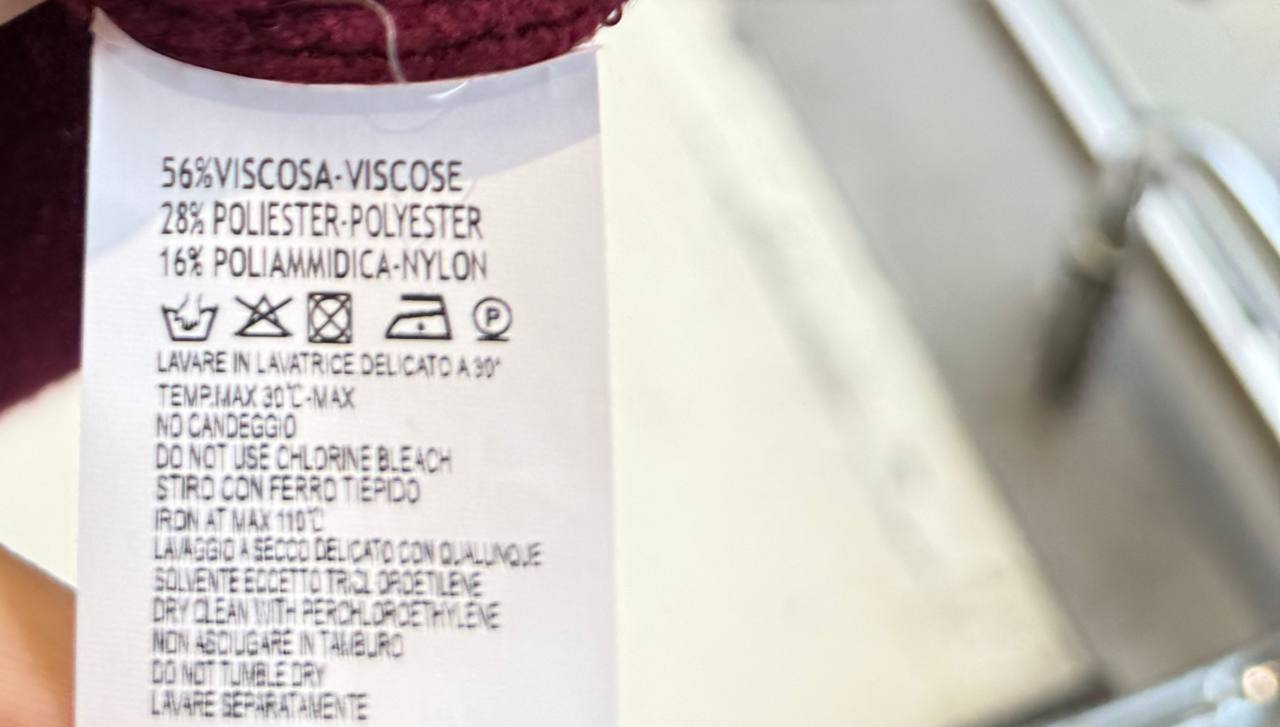 56%VISCOSA-VISCOSE
28% POLIESTER-POLYESTER
16% POLIAMMIDICA-NYLON
P
LAVARE IN LAVATRICE DELICATO A 30°
TEMP.MAX 30°C-MAX
NO CANDEGGIO
DO NOT USE CHLORINE BLEACH
STIRO CON FERRO TIEPIDO
IRON AT MAX 110°C
LAVAGGIO A SECCO DELICATO CON QUALUNQUE
SOLVENTE ECCETTO TRICLOROETILENE
DRY CLEAN WITH PERCHLOROETHYLENE
NON ASCIUGARE IN TAMBURO
DO NOT TUMBLE DRY
LAVARE SEPARATAMENTE